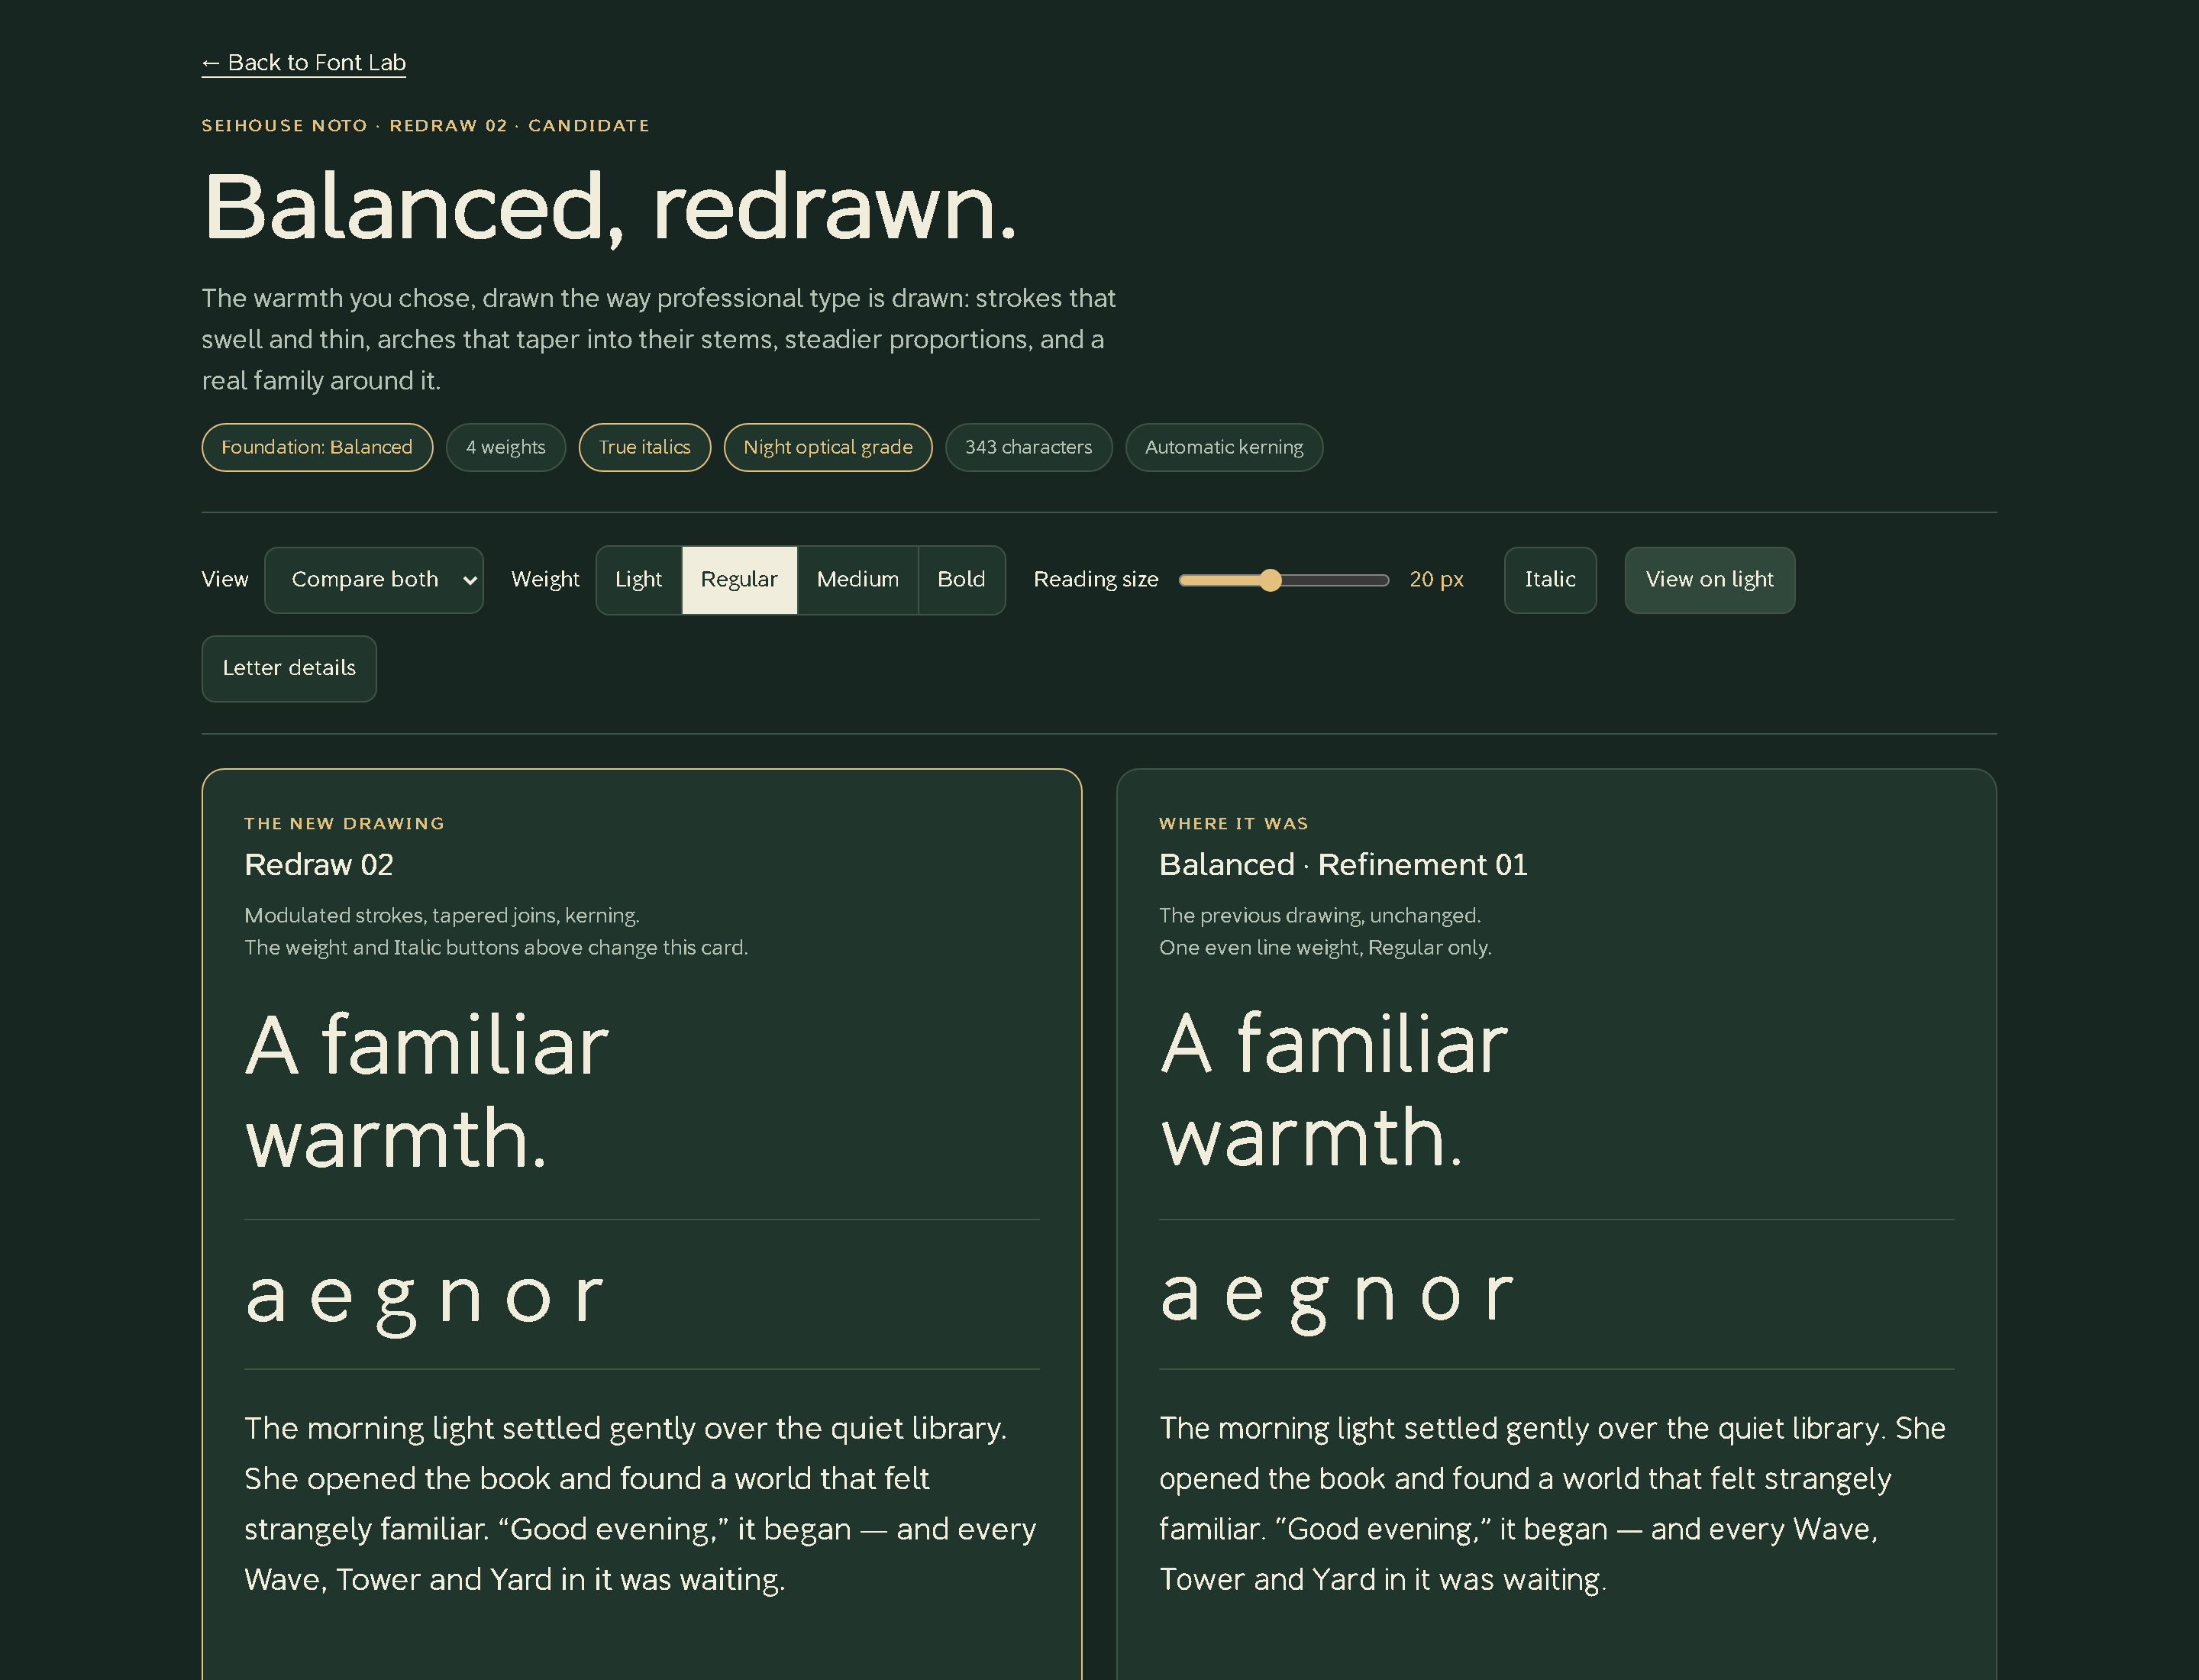 ← Back to Font Lab
SEIHOUSE NOTO · REDRAW 02 · CANDIDATE
Balanced, redrawn.
The warmth you chose, drawn the way professional type is drawn: strokes that
swell and thin, arches that taper into their stems, steadier proportions, and a
real family around it.
Foundation: Balanced
4 weights
True italics
Night optical grade
343 characters
Automatic kerning
View
Compare both
Weight
Light
Regular
Medium
Bold
Reading size
20 px
Italic
View on light
Letter details
THE NEW DRAWING
Redraw 02
Modulated strokes, tapered joins, kerning.
The weight and Italic buttons above change this card.
A familiar
warmth.
a e g n o r
The morning light settled gently over the quiet library.
She opened the book and found a world that felt
strangely familiar. “Good evening,” it began — and every
Wave, Tower and Yard in it was waiting.
WHERE IT WAS
Balanced · Refinement 01
The previous drawing, unchanged.
One even line weight, Regular only.
A familiar
warmth.
a e g n o r
The morning light settled gently over the quiet library. She
opened the book and found a world that felt strangely
familiar. “Good evening,” it began — and every Wave,
Tower and Yard in it was waiting.